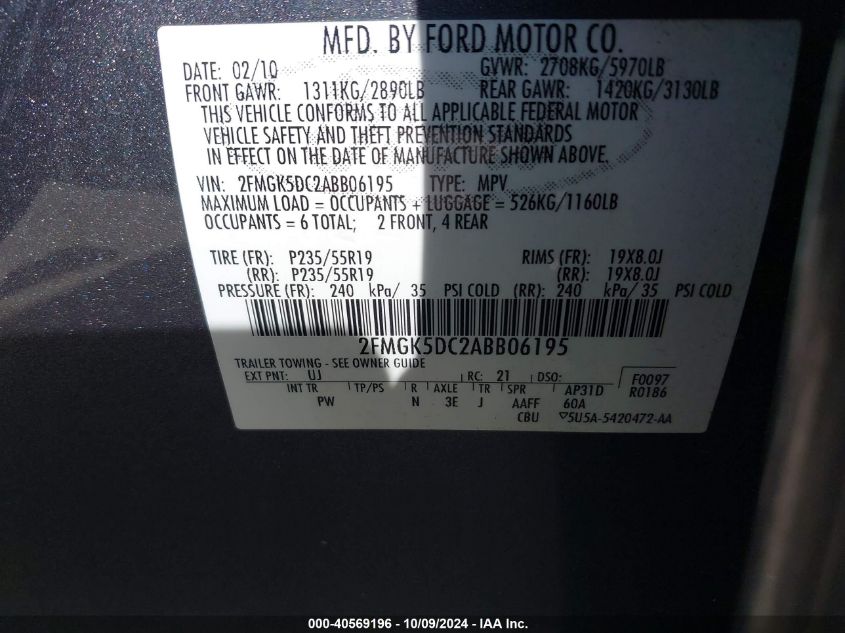 MFD. BY FORD MOTOR CO.
DATE: 02/10 GVWR: 2708KG/5970LB
FRONT GAWR: 1311KG/2890LB REAR GAWR: 1420KG/3130LB
THIS VEHICLE CONFORMS TO ALL APPLICABLE FEDERAL MOTOR
VEHICLE SAFETY AND THEFT PREVENTION STANDARDS
IN EFFECT ON THE DATE OF MANUFACTURE SHOWN ABOVE.
VIN: 2FMGK5DC2ABB06195 TYPE: MPV
MAXIMUM LOAD = OCCUPANTS + LUGGAGE = 526KG/1160LB
OCCUPANTS = 6 TOTAL; 2 FRONT, 4 REAR
TIRE (FR): P235/55R19 RIMS (FR): 19X8.0J
(RR): P235/55R19 (RR): 19X8.0J
PRESSURE (FR): 240 kPa/ 35 PSI COLD (RR): 240 kPa/ 35 PSI COLD
2FMGK5DC2ABB06195
TRAILER TOWING - SEE OWNER GUIDE
EXT PNT: UJ RC: 21 DSO: F0097
INT TR TP/PS R AXLE TR SPR AP31D R0186
PW N 3E J AAFF 60A
CBU ▽5U5A-5420472-AA
000-40569196 - 10/09/2024 - IAA Inc.